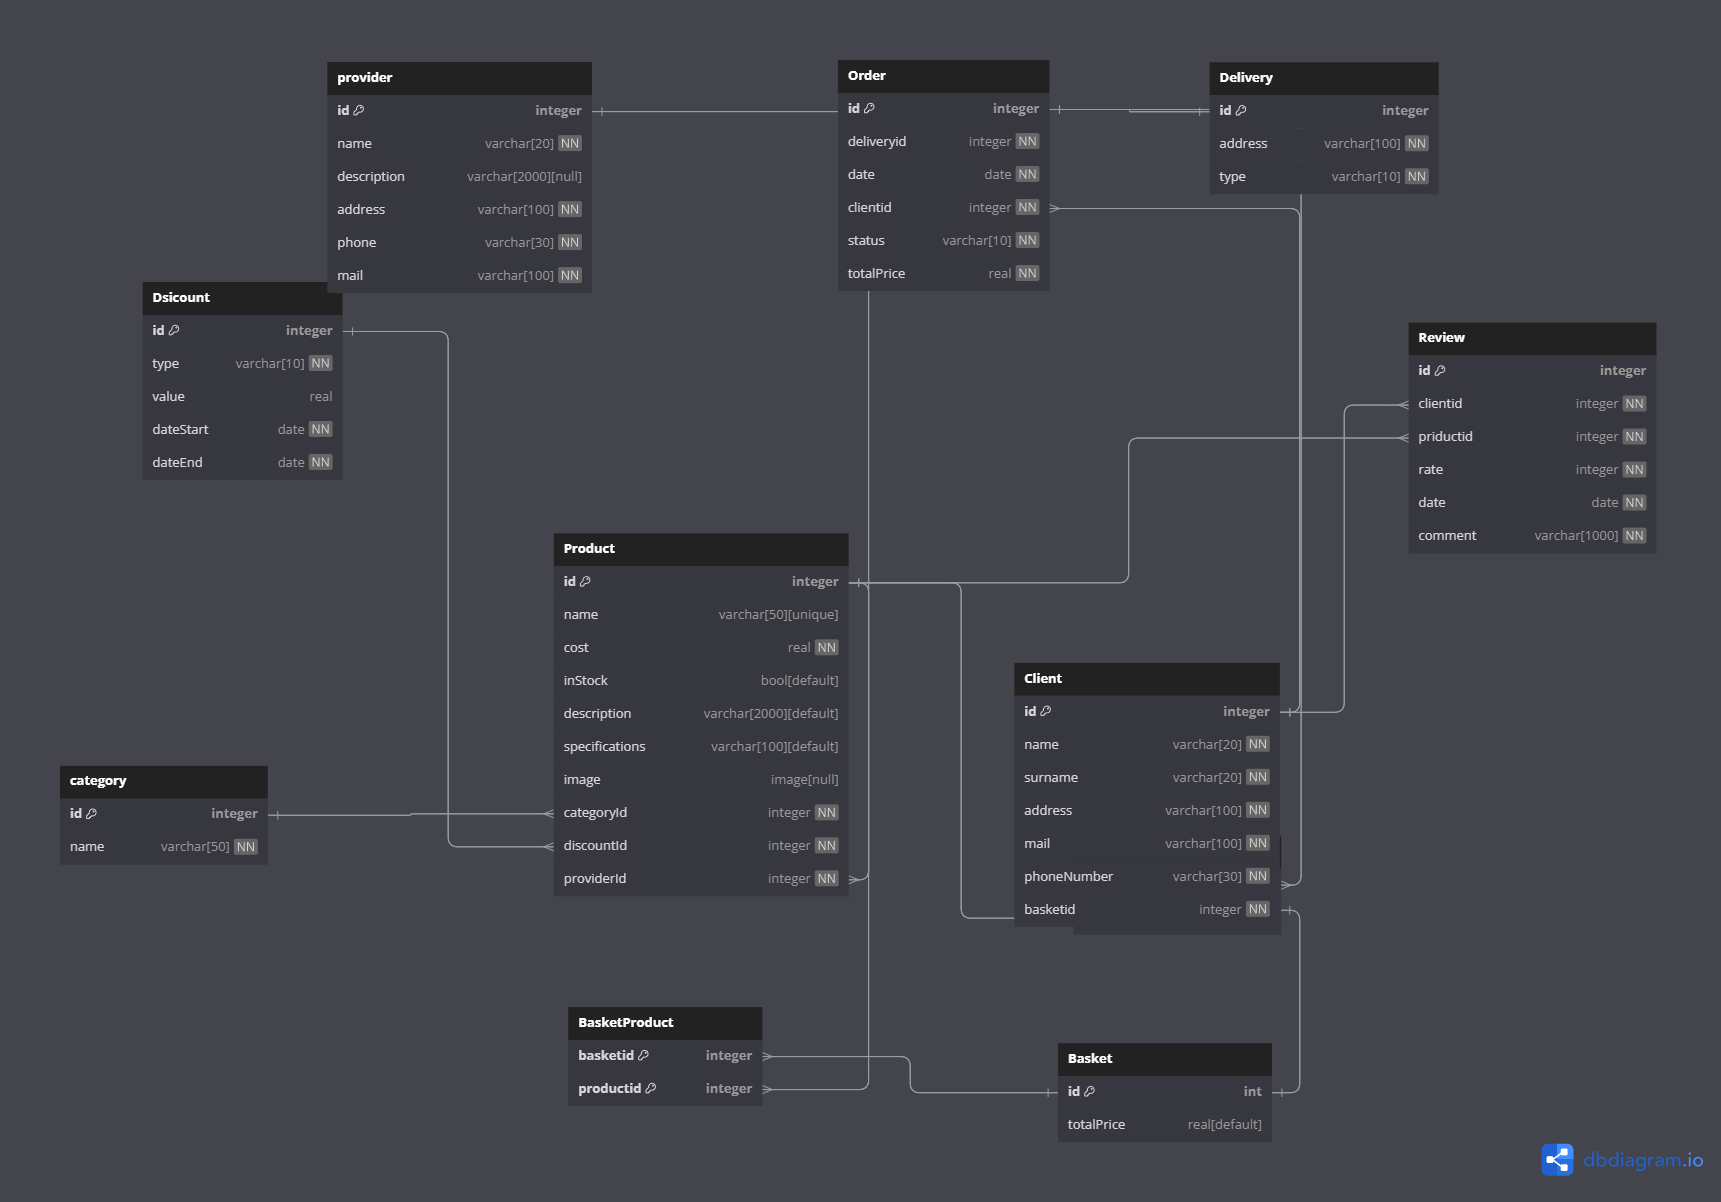 provider
id integer
name varchar[20] NN
description varchar[2000][null]
address varchar[100] NN
phone varchar[30] NN
mail varchar[100] NN
Order
id integer
deliveryid integer NN
date date NN
clientid integer NN
status varchar[10] NN
totalPrice real NN
Delivery
id integer
address varchar[100] NN
type varchar[10] NN
Dsicount
id integer
type varchar[10] NN
value real
dateStart date NN
dateEnd date NN
Review
id integer
clientid integer NN
priductid integer NN
rate integer NN
date date NN
comment varchar[1000] NN
Product
id integer
name varchar[50][unique]
cost real NN
inStock bool[default]
description varchar[2000][default]
specifications varchar[100][default]
image image[null]
categoryId integer NN
discountId integer NN
providerId integer NN
Client
id integer
name varchar[20] NN
surname varchar[20] NN
address varchar[100] NN
mail varchar[100] NN
phoneNumber varchar[30] NN
basketid integer NN
category
id integer
name varchar[50] NN
BasketProduct
basketid integer
productid integer
Basket
id int
totalPrice real[default]
dbdiagram.io